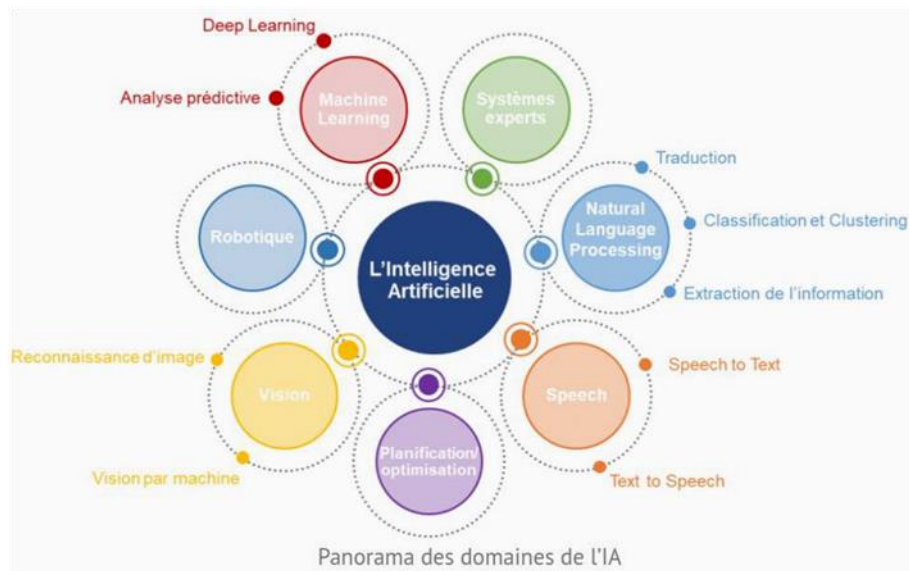 Deep Learning
Analyse prédictive
Machine
Learning
Systèmes
experts
Traduction
Natural
Language
Processing
Classification et Clustering
Extraction de l'information
Robotique
L'Intelligence
Artificielle
Reconnaissance d'image
Vision
Vision par machine
Speech to Text
Speech
Text to Speech
Planification/
optimisation
Panorama des domaines de l'IA